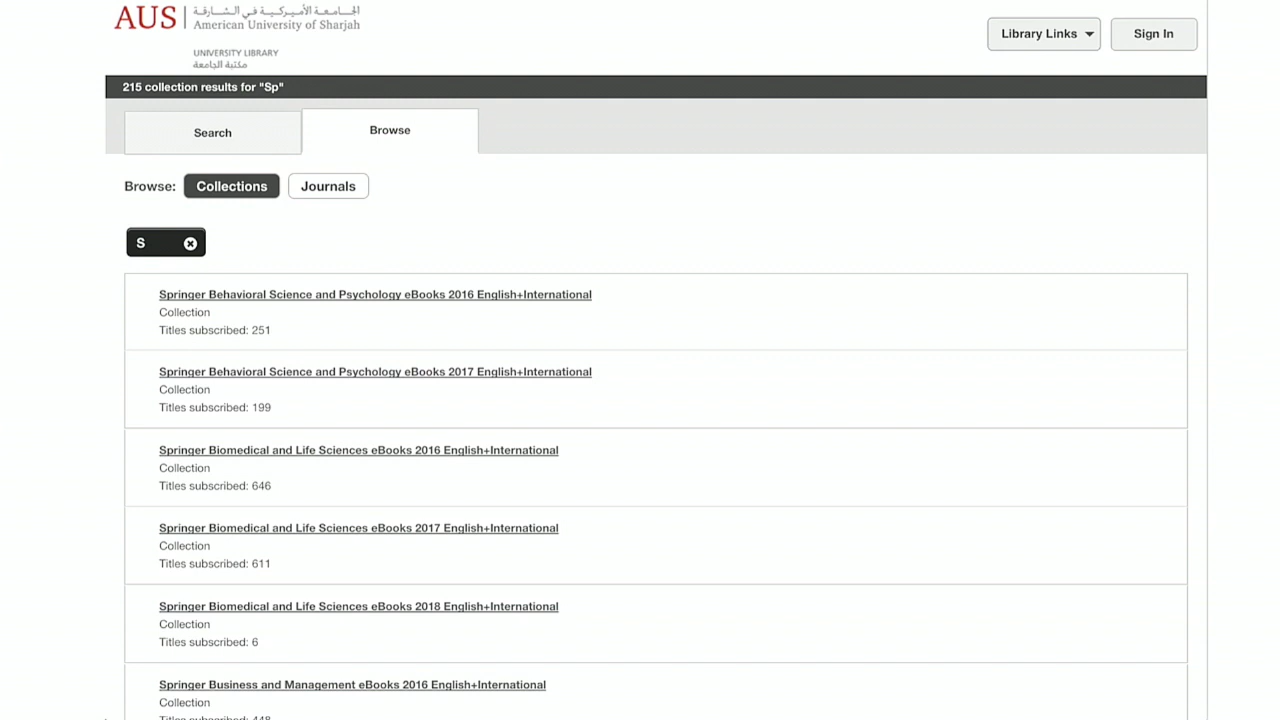 AUS
الجامعة الأميركية في الشارقة
American University of Sharjah
UNIVERSITY LIBRARY
مكتبة الجامعة
Library Links
Sign In
215 collection results for "Sp"
Search
Browse
Browse: Collections Journals
S
Springer Behavioral Science and Psychology eBooks 2016 English+International
Collection
Titles subscribed: 251
Springer Behavioral Science and Psychology eBooks 2017 English+International
Collection
Titles subscribed: 199
Springer Biomedical and Life Sciences eBooks 2016 English+International
Collection
Titles subscribed: 646
Springer Biomedical and Life Sciences eBooks 2017 English+International
Collection
Titles subscribed: 611
Springer Biomedical and Life Sciences eBooks 2018 English+International
Collection
Titles subscribed: 6
Springer Business and Management eBooks 2016 English+International
Collection
Titles subscribed: 448